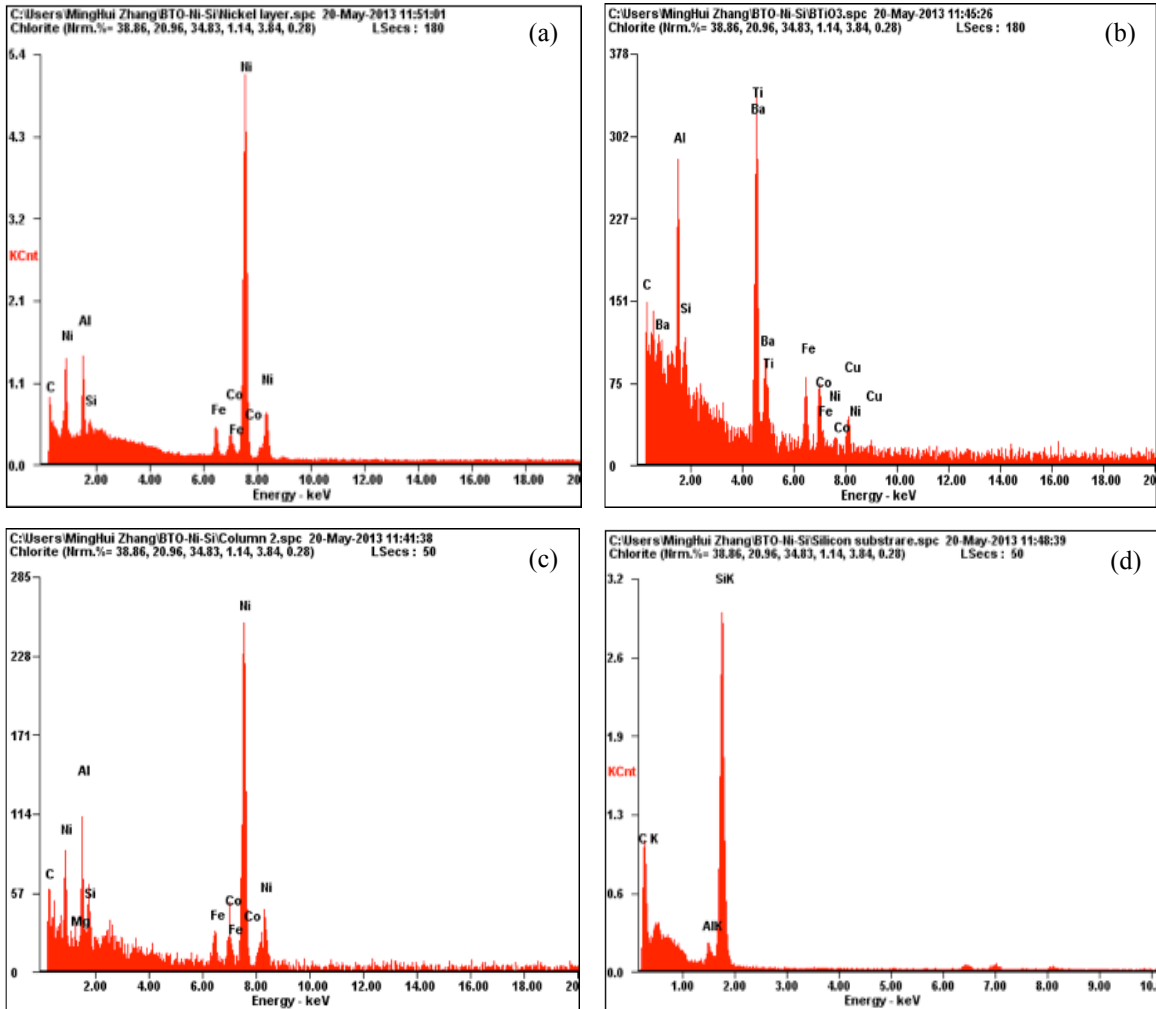 C:\Users\MingHui Zhang\BTO-Ni-Si\Nickel layer.spc 20-May-2013 11:51:01
Chlorite (Nrm.%= 38.86, 20.96, 34.83, 1.14, 3.84, 0.28) LSecs : 180
(a)
5.4
4.3
3.2
KCnt
2.1
1.1
0.0
C
Ni
Al
Si
Fe
Co
Fe
Ni
Co
Ni
2.00 4.00 6.00 8.00 10.00 12.00 14.00 16.00 18.00 20
Energy - keV
C:\Users\MingHui Zhang\BTO-Ni-Si\BTiO3.spc 20-May-2013 11:45:26
Chlorite (Nrm.%= 38.86, 20.96, 34.83, 1.14, 3.84, 0.28) LSecs : 180
(b)
378
302
227
151
75
0
C
Ba
Al
Si
Ti
Ba
Ba
Ti
Fe
Co
Fe
Ni
Co
Cu
Ni
Cu
2.00 4.00 6.00 8.00 10.00 12.00 14.00 16.00 18.00 20
Energy - keV
C:\Users\MingHui Zhang\BTO-Ni-Si\Column 2.spc 20-May-2013 11:41:38
Chlorite (Nrm.%= 38.86, 20.96, 34.83, 1.14, 3.84, 0.28) LSecs : 50
(c)
285
228
171
114
57
0
C
Ni
Mg
Al
Si
Fe
Co
Fe
Ni
Co
Ni
2.00 4.00 6.00 8.00 10.00 12.00 14.00 16.00 18.00 20
Energy - keV
C:\Users\MingHui Zhang\BTO-Ni-Si\Silicon substrare.spc 20-May-2013 11:48:39
Chlorite (Nrm.%= 38.86, 20.96, 34.83, 1.14, 3.84, 0.28) LSecs : 50
(d)
3.2
2.6
1.9
KCnt
1.3
0.6
0.0
C K
AlK
SiK
1.00 2.00 3.00 4.00 5.00 6.00 7.00 8.00 9.00 10.
Energy - keV